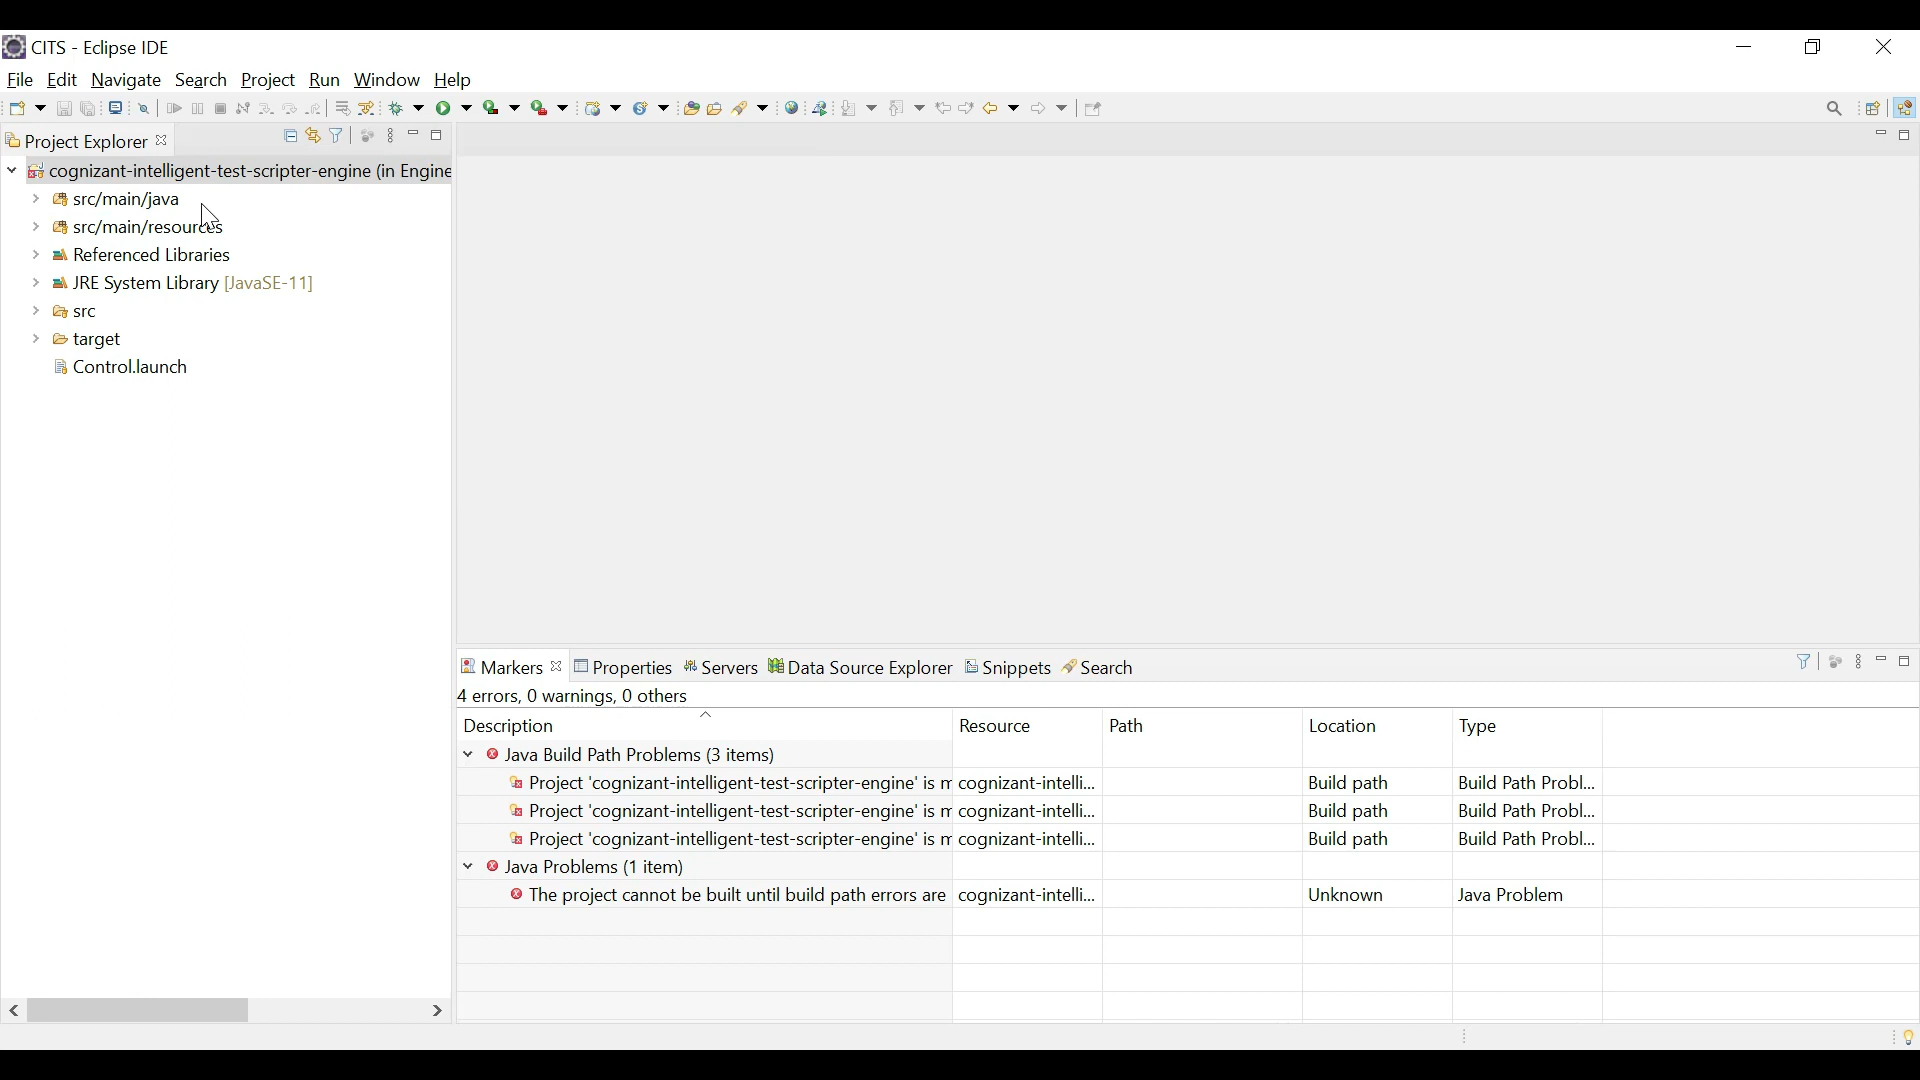 CITS - Eclipse IDE
File Edit Navigate Search Project Run Window Help
Project Explorer
cognizant-intelligent-test-scripter-engine (in Engine
src/main/java
src/main/resources
Referenced Libraries
JRE System Library [JavaSE-11]
src
target
Control.launch
Markers Properties Servers Data Source Explorer Snippets Search
4 errors, 0 warnings, 0 others
Description Resource Path Location Type
Java Build Path Problems (3 items)
Project 'cognizant-intelligent-test-scripter-engine' is m cognizant-intelli... Build path Build Path Probl...
Project 'cognizant-intelligent-test-scripter-engine' is m cognizant-intelli... Build path Build Path Probl...
Project 'cognizant-intelligent-test-scripter-engine' is m cognizant-intelli... Build path Build Path Probl...
Java Problems (1 item)
The project cannot be built until build path errors are cognizant-intelli... Unknown Java Problem